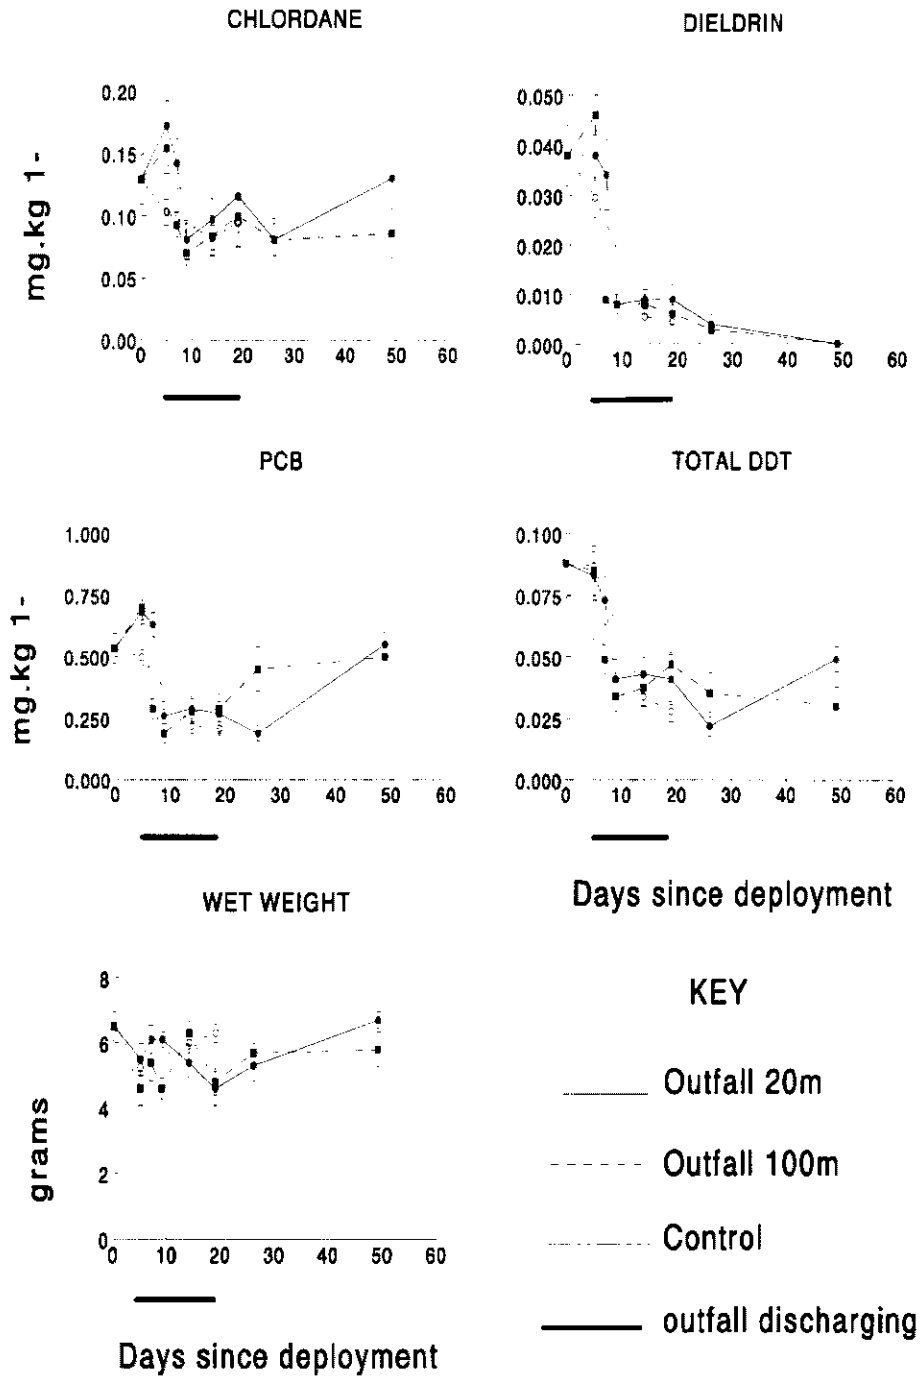 CHLORDANE
DIELDRIN
mg.kg 1-
0.20
0.15
0.10
0.05
0.00
0 10 20 30 40 50 60
0.050
0.040
0.030
0.020
0.010
0.000
0 10 20 30 40 50 60
PCB
TOTAL DDT
mg.kg 1-
1.000
0.750
0.500
0.250
0.000
0 10 20 30 40 50 60
0.100
0.075
0.050
0.025
0.000
0 10 20 30 40 50 60
Days since deployment
WET WEIGHT
grams
8
6
4
2
0
0 10 20 30 40 50 60
Days since deployment
KEY
Outfall 20m
Outfall 100m
Control
outfall discharging